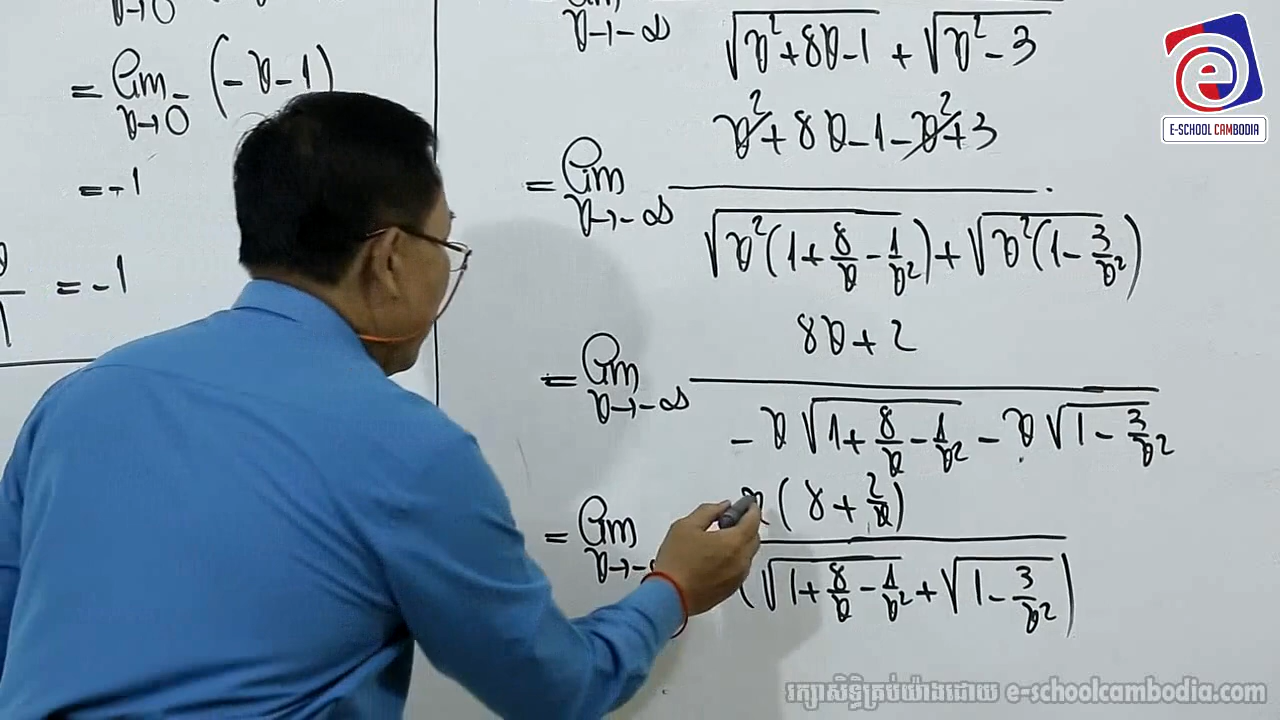 x→0
= lim x→0⁻ (-x-1)
= -1
= -1
x→-∞ √(x²+8x-1) + √(x²-3)
= lim x→-∞ (x²+8x-1-x²+3) / (√(x²(1+8/x-1/x²)) + √(x²(1-3/x²)))
= lim x→-∞ (8x+2) / (-x√(1+8/x-1/x²) - x√(1-3/x²))
= lim x→-∞ x(8+2/x) / (√(1+8/x-1/x²) + √(1-3/x²))
e
E-SCHOOL CAMBODIA
រក្សាសិទ្ធិគ្រប់យ៉ាងដោយ e-schoolcambodia.com